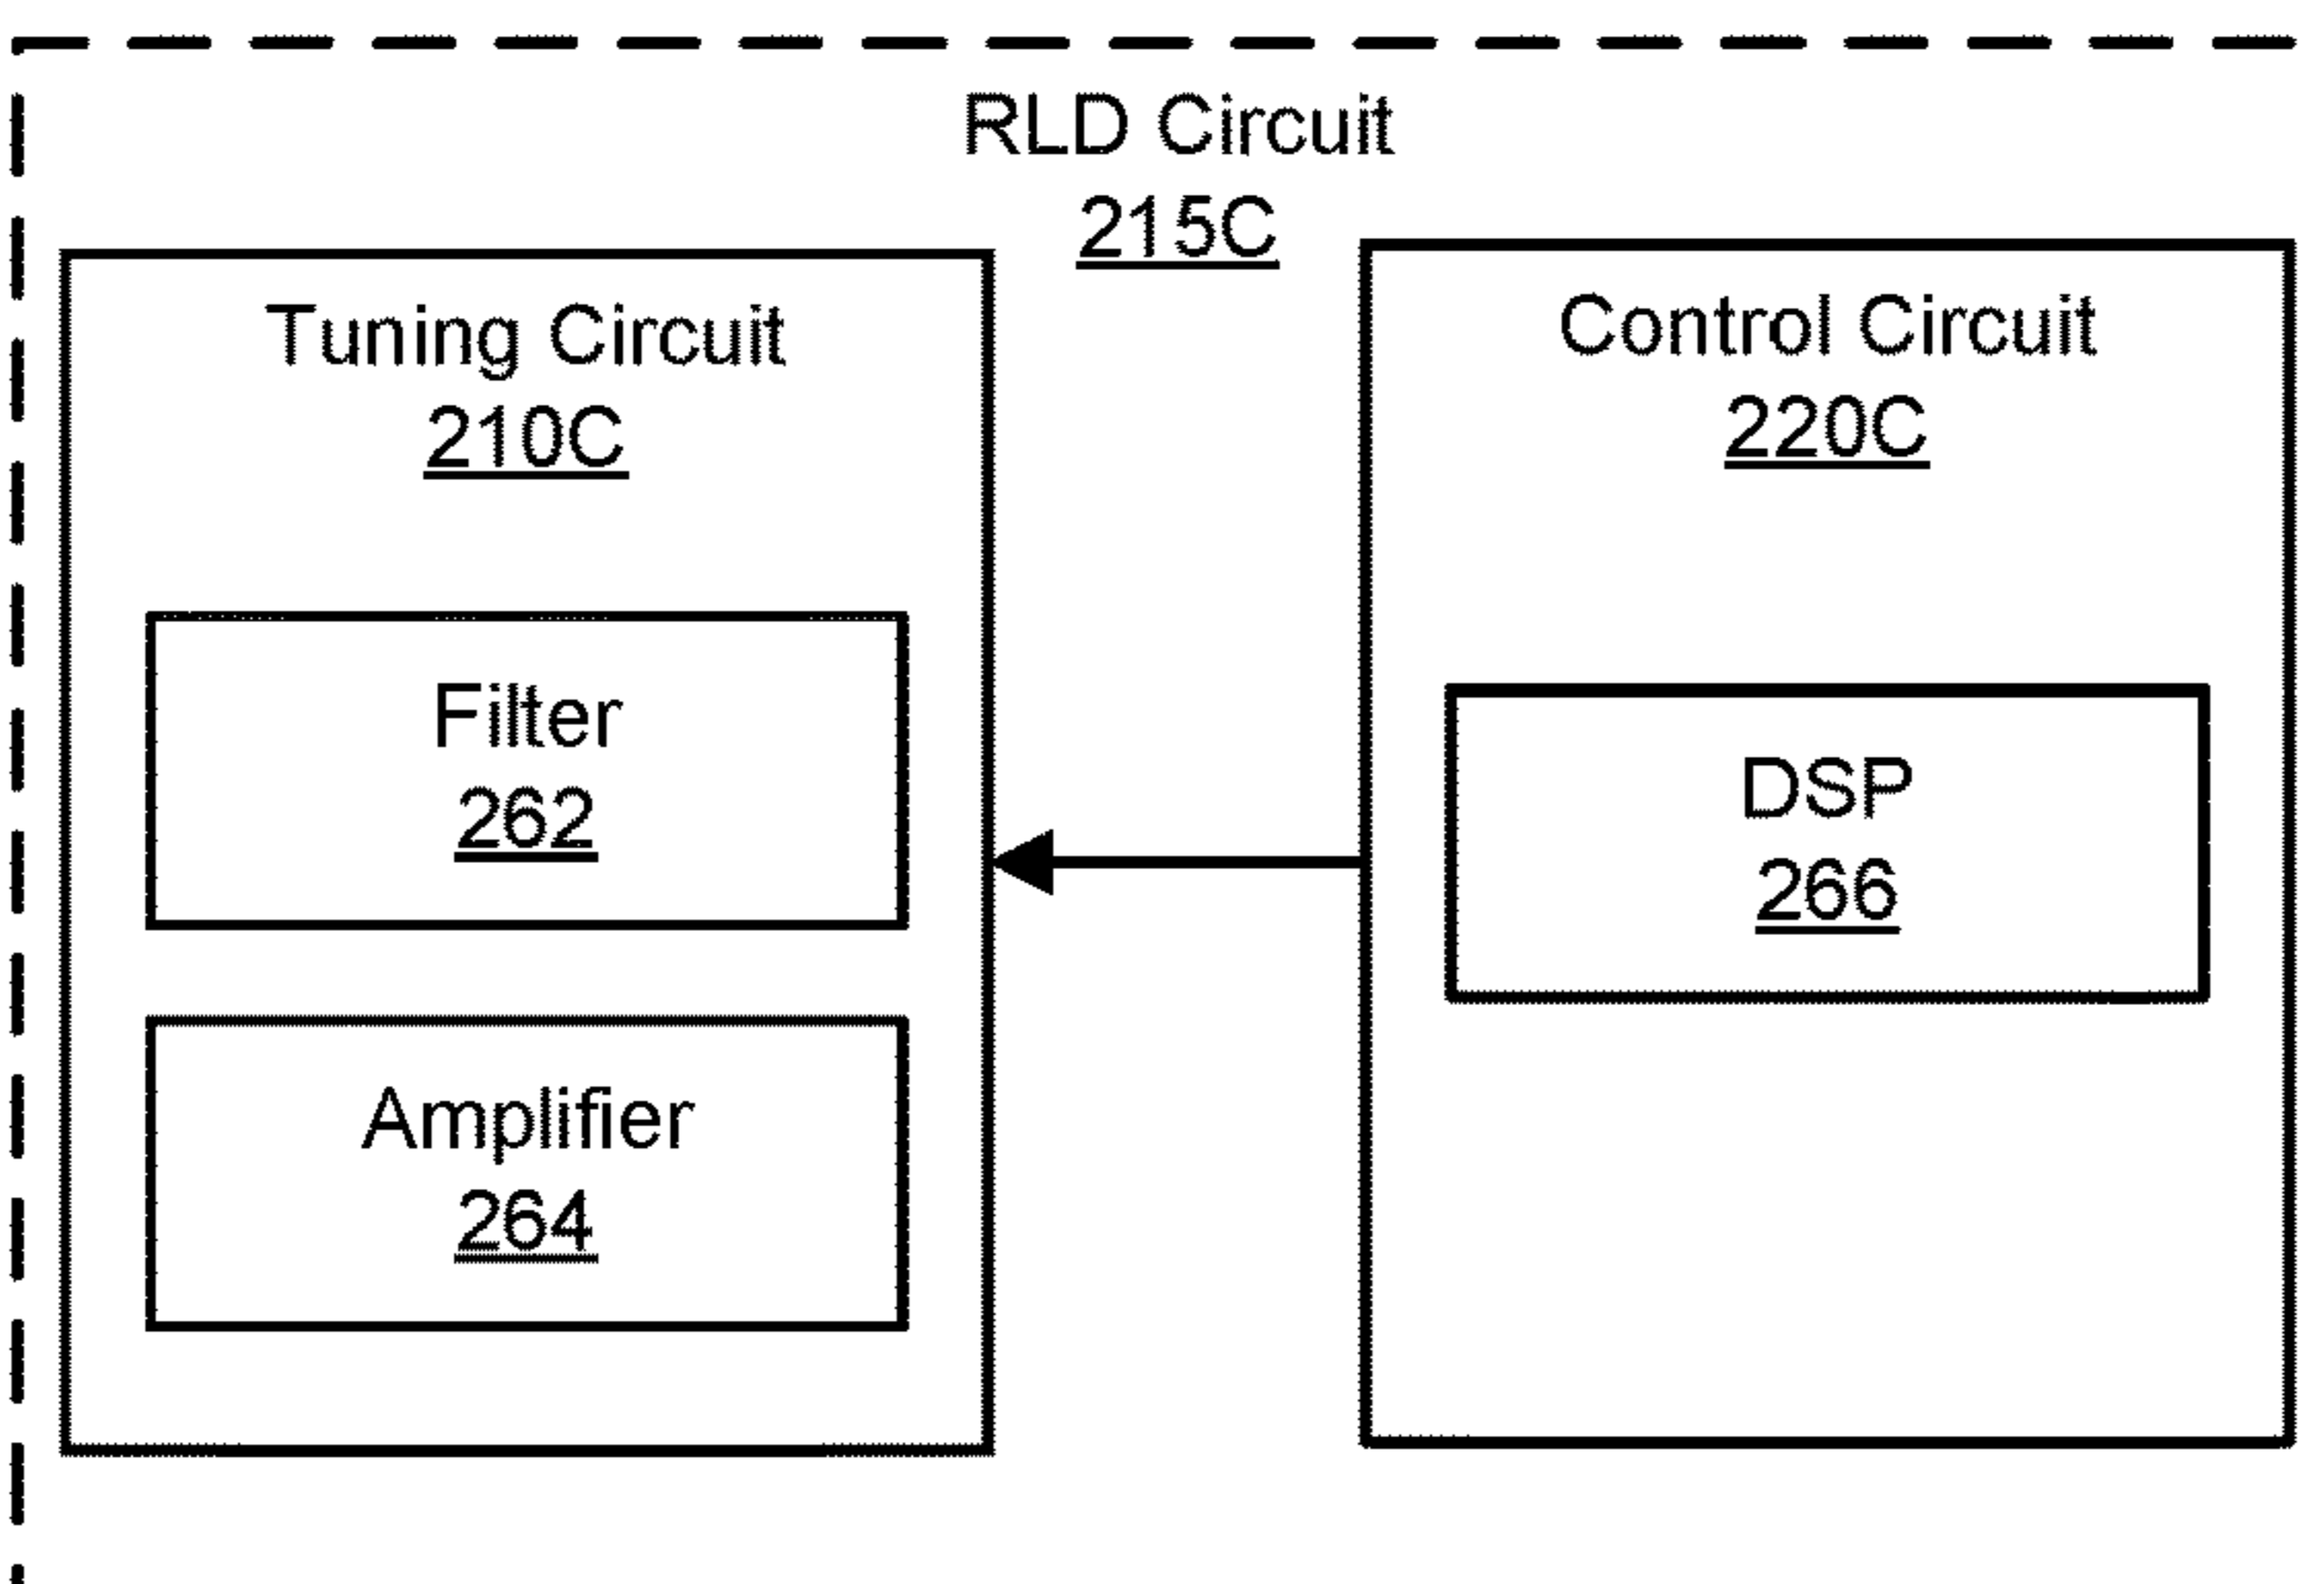 RLD Circuit
215C
Tuning Circuit
210C
Filter
262
Amplifier
264
Control Circuit
220C
DSP
266